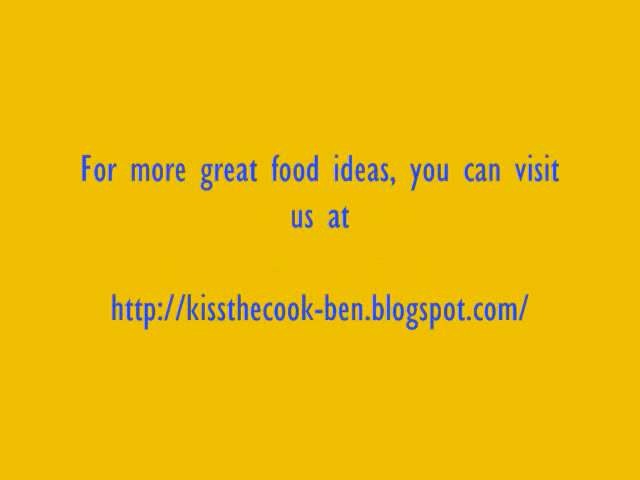 For more great food ideas, you can visit
us at
http://kissthecook-ben.blogspot.com/